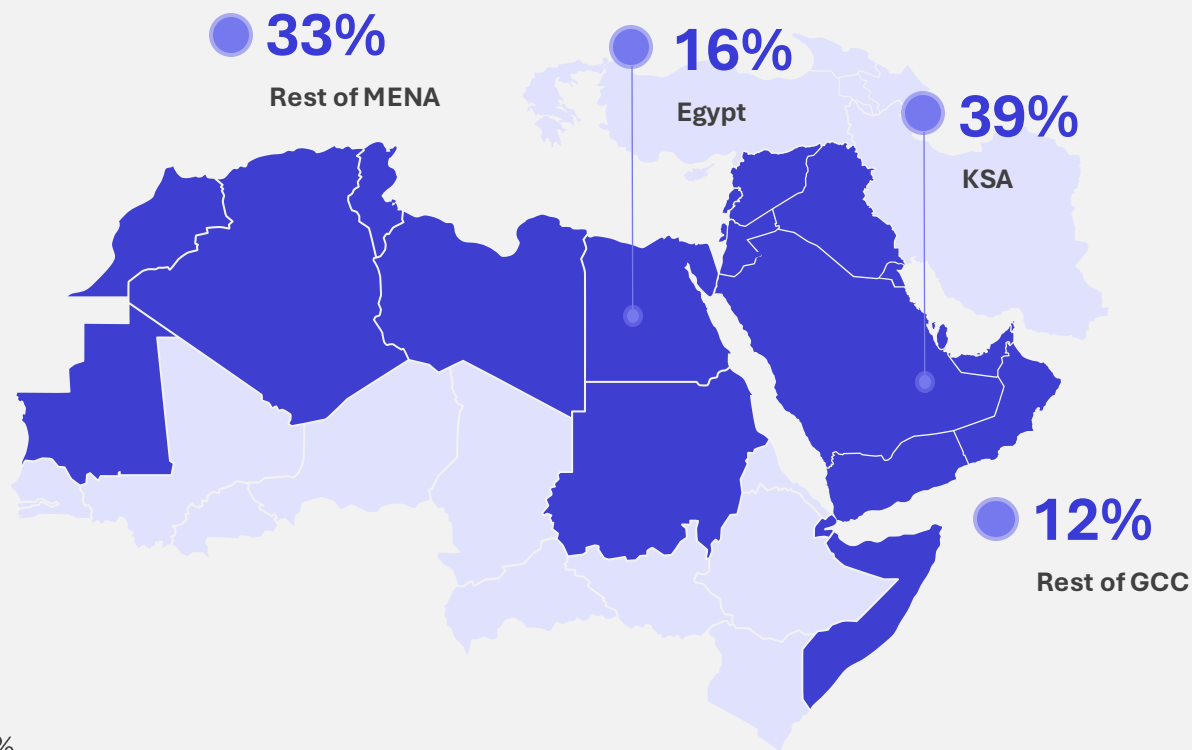 33%
Rest of MENA
16%
Egypt
39%
KSA
12%
Rest of GCC
%